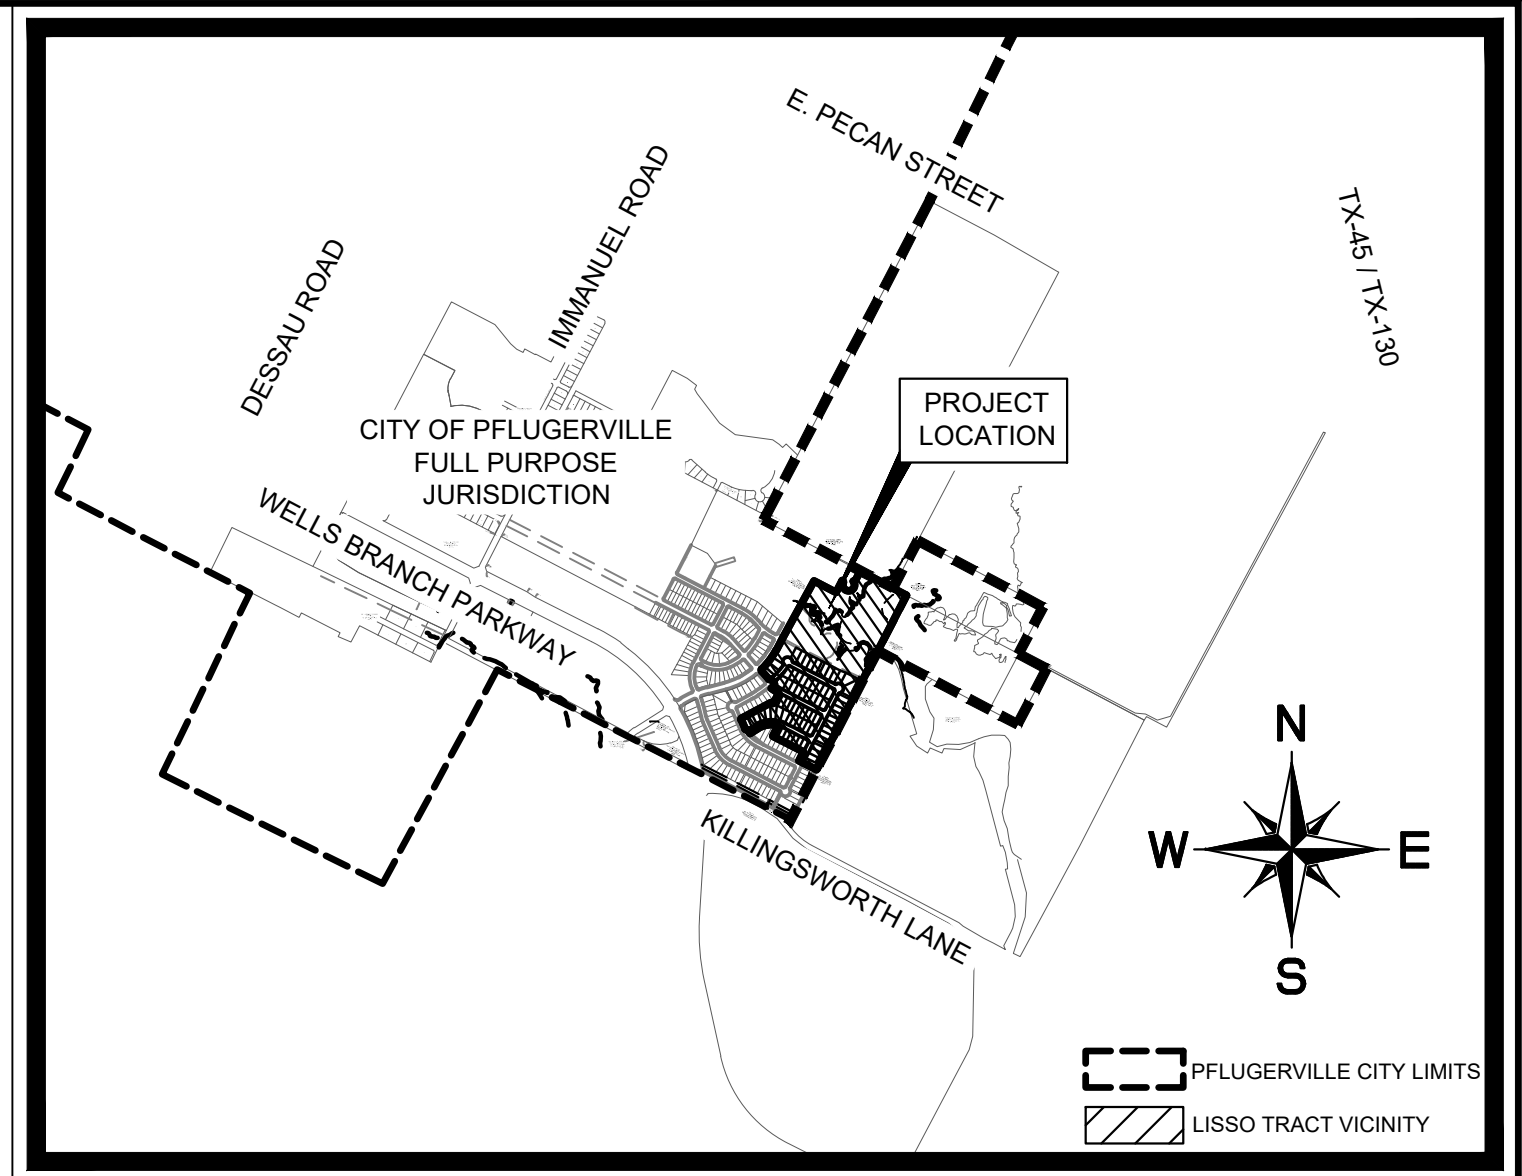 E. PECAN STREET
IMMANUEL ROAD
TX-45 / TX-130
DESSAU ROAD
PROJECT
LOCATION
CITY OF PFLUGERVILLE
FULL PURPOSE
JURISDICTION
WELLS BRANCH PARKWAY
KILLINGSWORTH LANE
N
W
E
S
PFLUGERVILLE CITY LIMITS
LISSO TRACT VICINITY